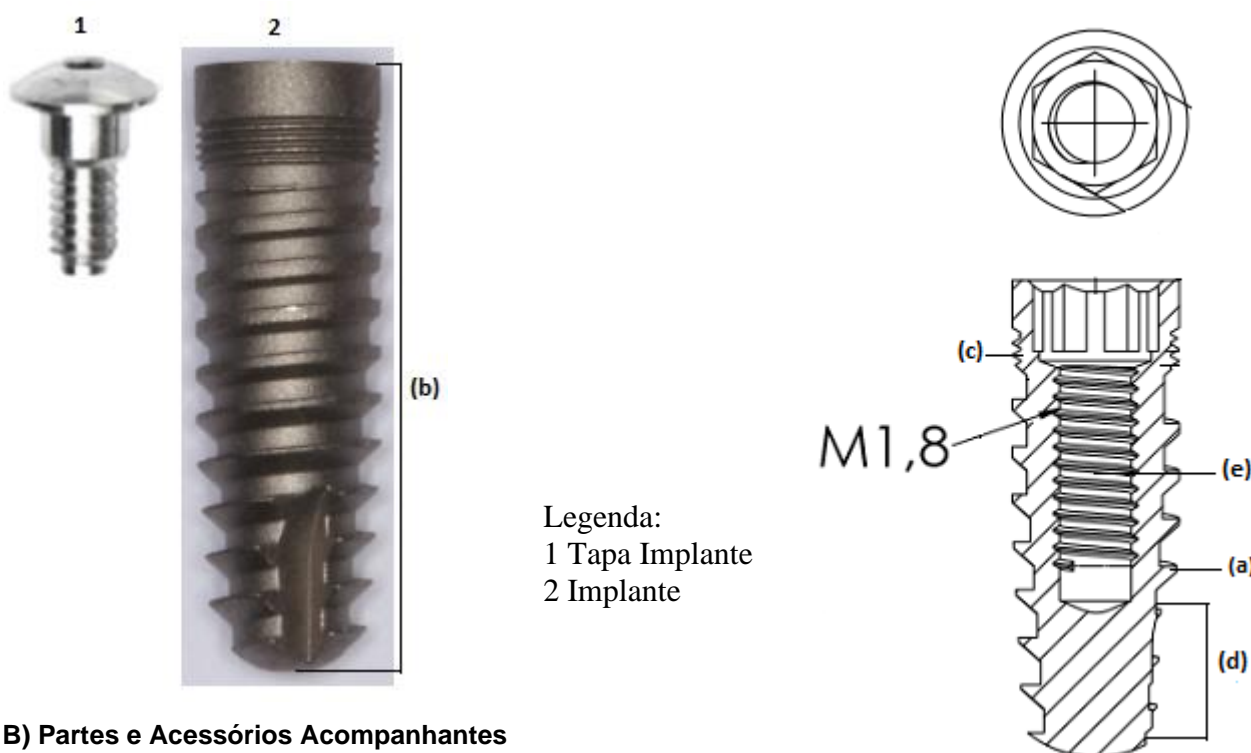 1
2
(b)
(c)
M1,8
(e)
(a)
(d)
Legenda:
1 Tapa Implante
2 Implante
B) Partes e Acessórios Acompanhantes